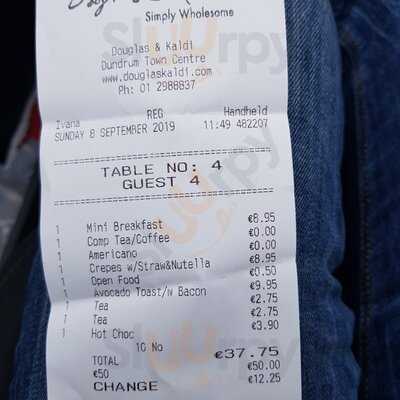 Simply Wholesome
Douglas & Kaldi
Dundrum Town Centre
www.douglaskaldi.com
Ph: 01 2988837
REG Handheld
Ivana
SUNDAY 8 SEPTEMBER 2019 11:49 482207
TABLE NO: 4
GUEST 4
1 Mini Breakfast €8.95
1 Comp Tea/Coffee €0.00
1 Americano €0.00
1 Crepes w/Straw&Nutella €8.95
1 Open Food €0.50
1 Avocado Toast/w Bacon €9.95
1 Tea €2.75
1 Tea €2.75
1 Hot Choc €3.90
10 No
TOTAL €37.75
€50 €50.00
CHANGE €12.25
Sluurpy